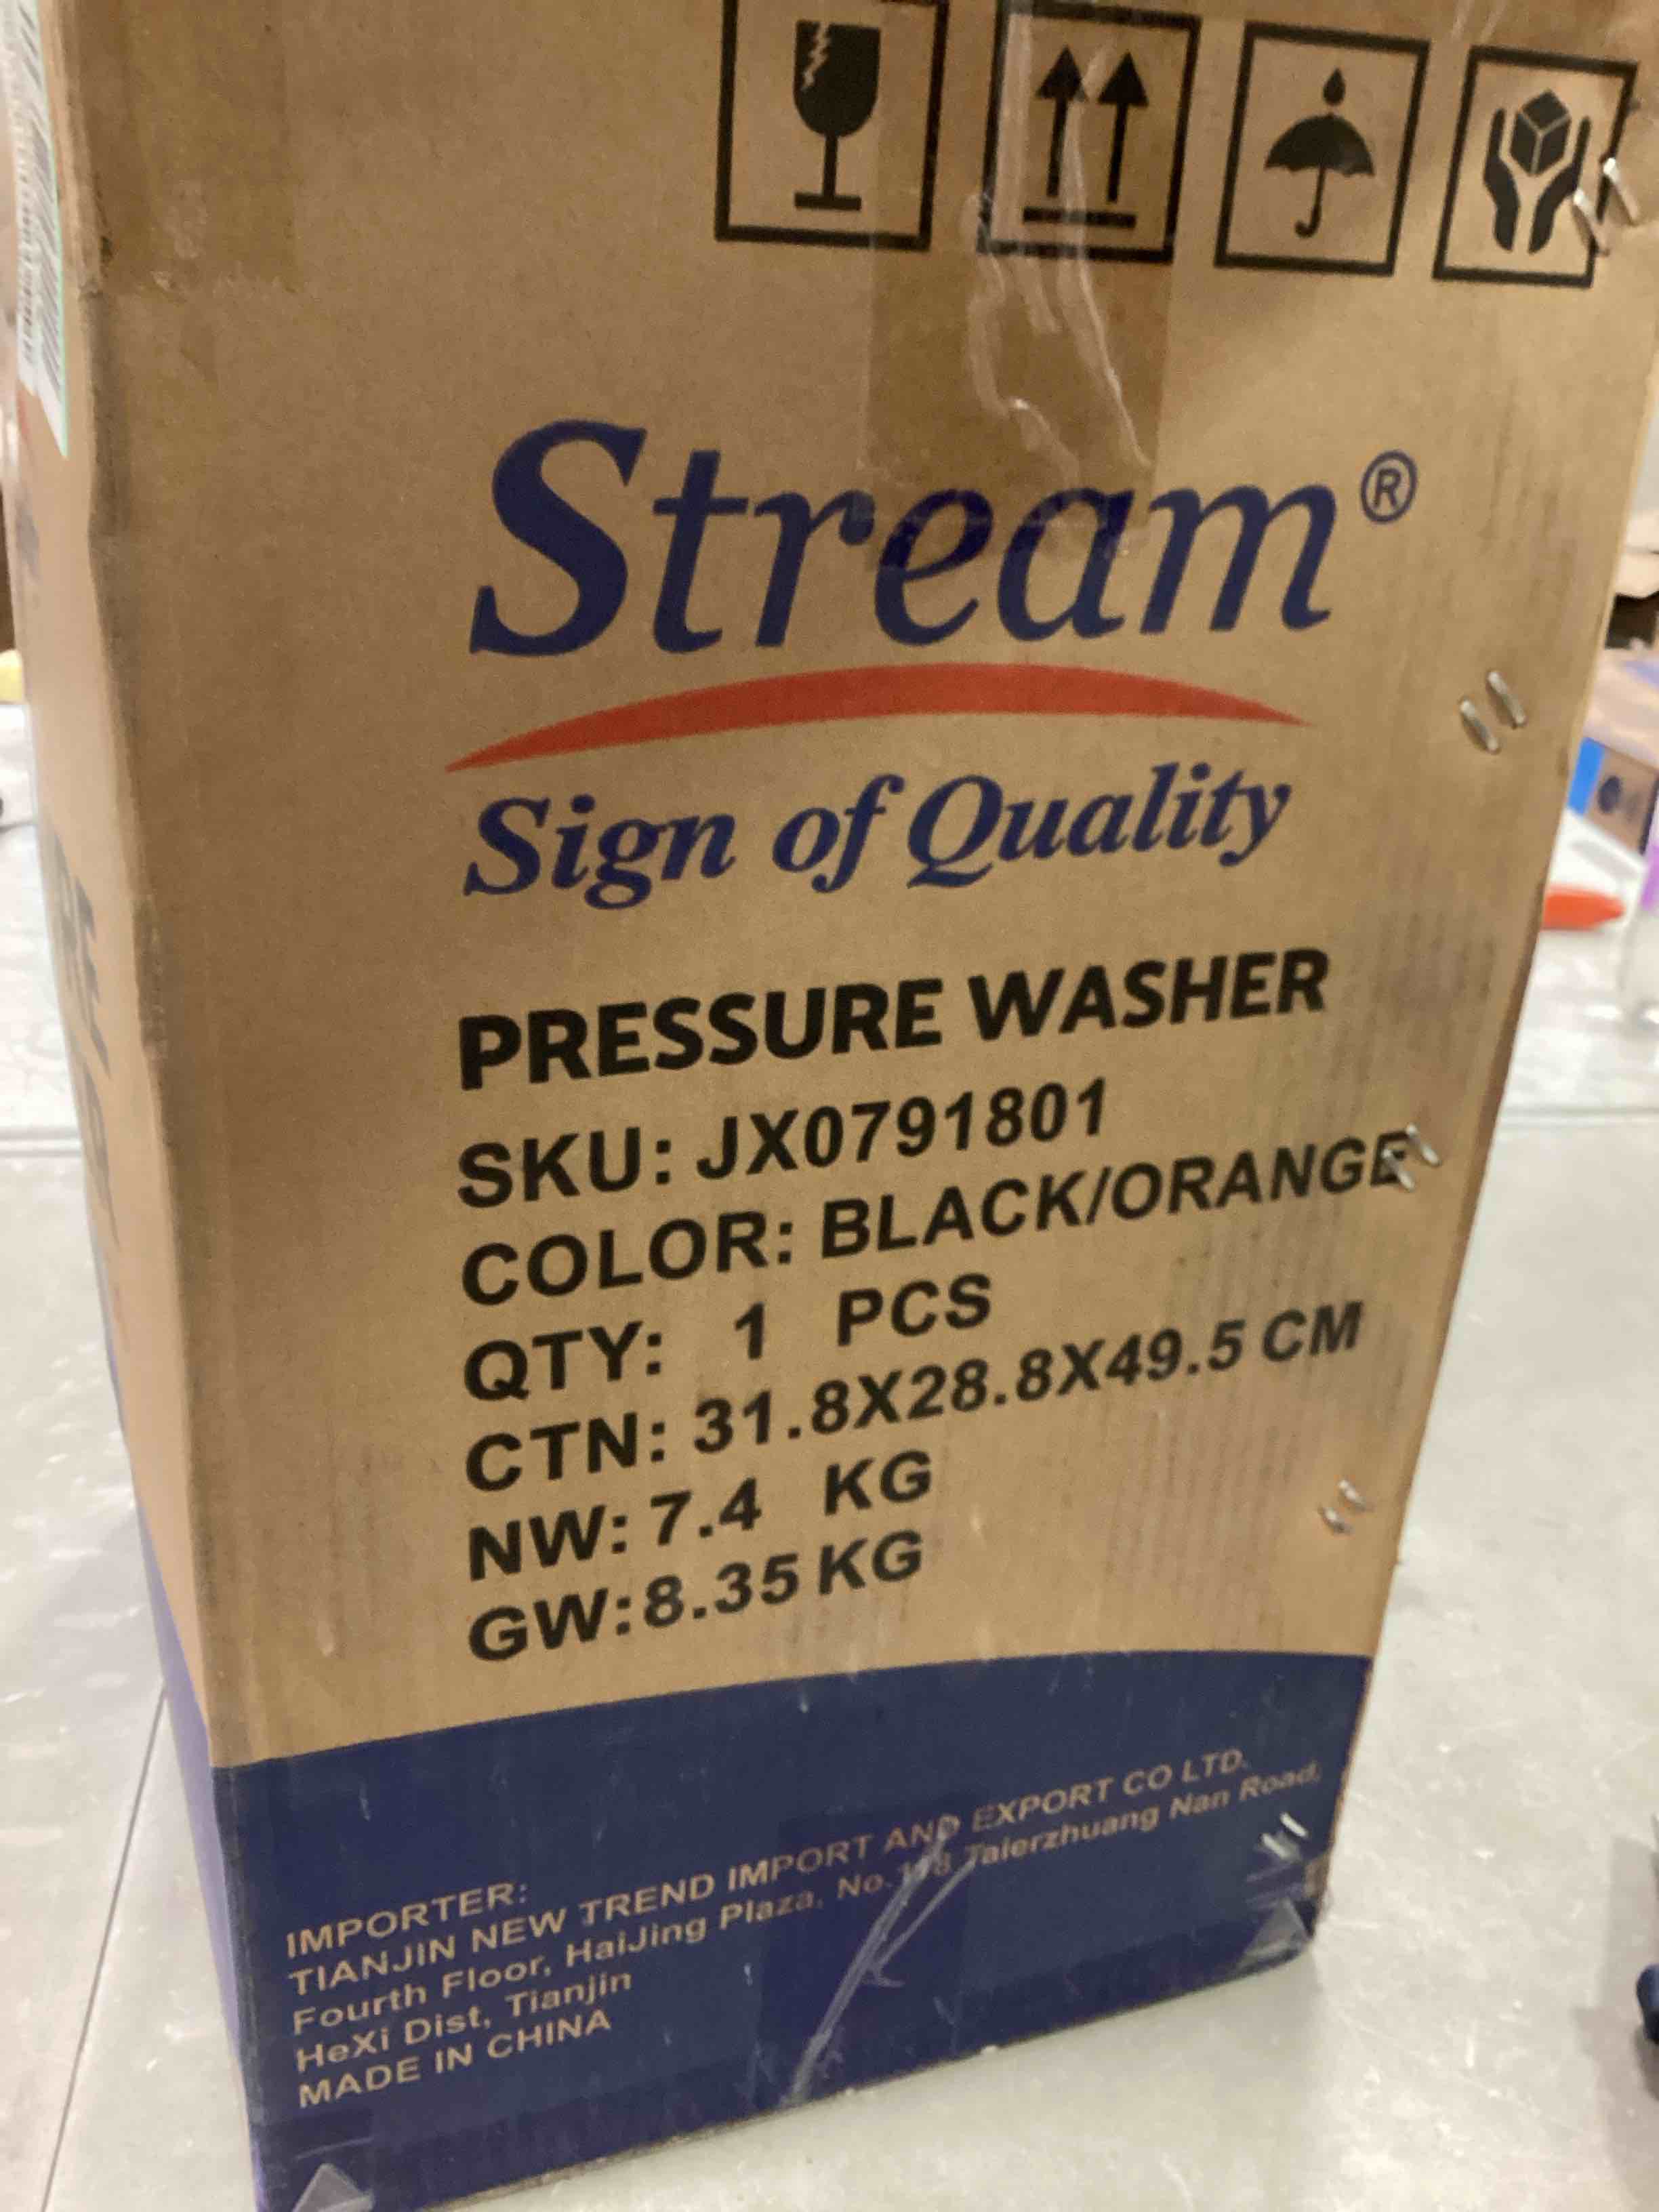 Stream®
Sign of Quality
PRESSURE WASHER
SKU: JX0791801
COLOR: BLACK/ORANGE
QTY: 1 PCS
CTN: 31.8X28.8X49.5 CM
NW: 7.4 KG
GW: 8.35 KG
IMPORTER:
TIANJIN NEW TREND IMPORT AND EXPORT CO LTD.
Fourth Floor, HaiJing Plaza, No. Taierzhuang Nan Road,
HeXi Dist, Tianjin
MADE IN CHINA